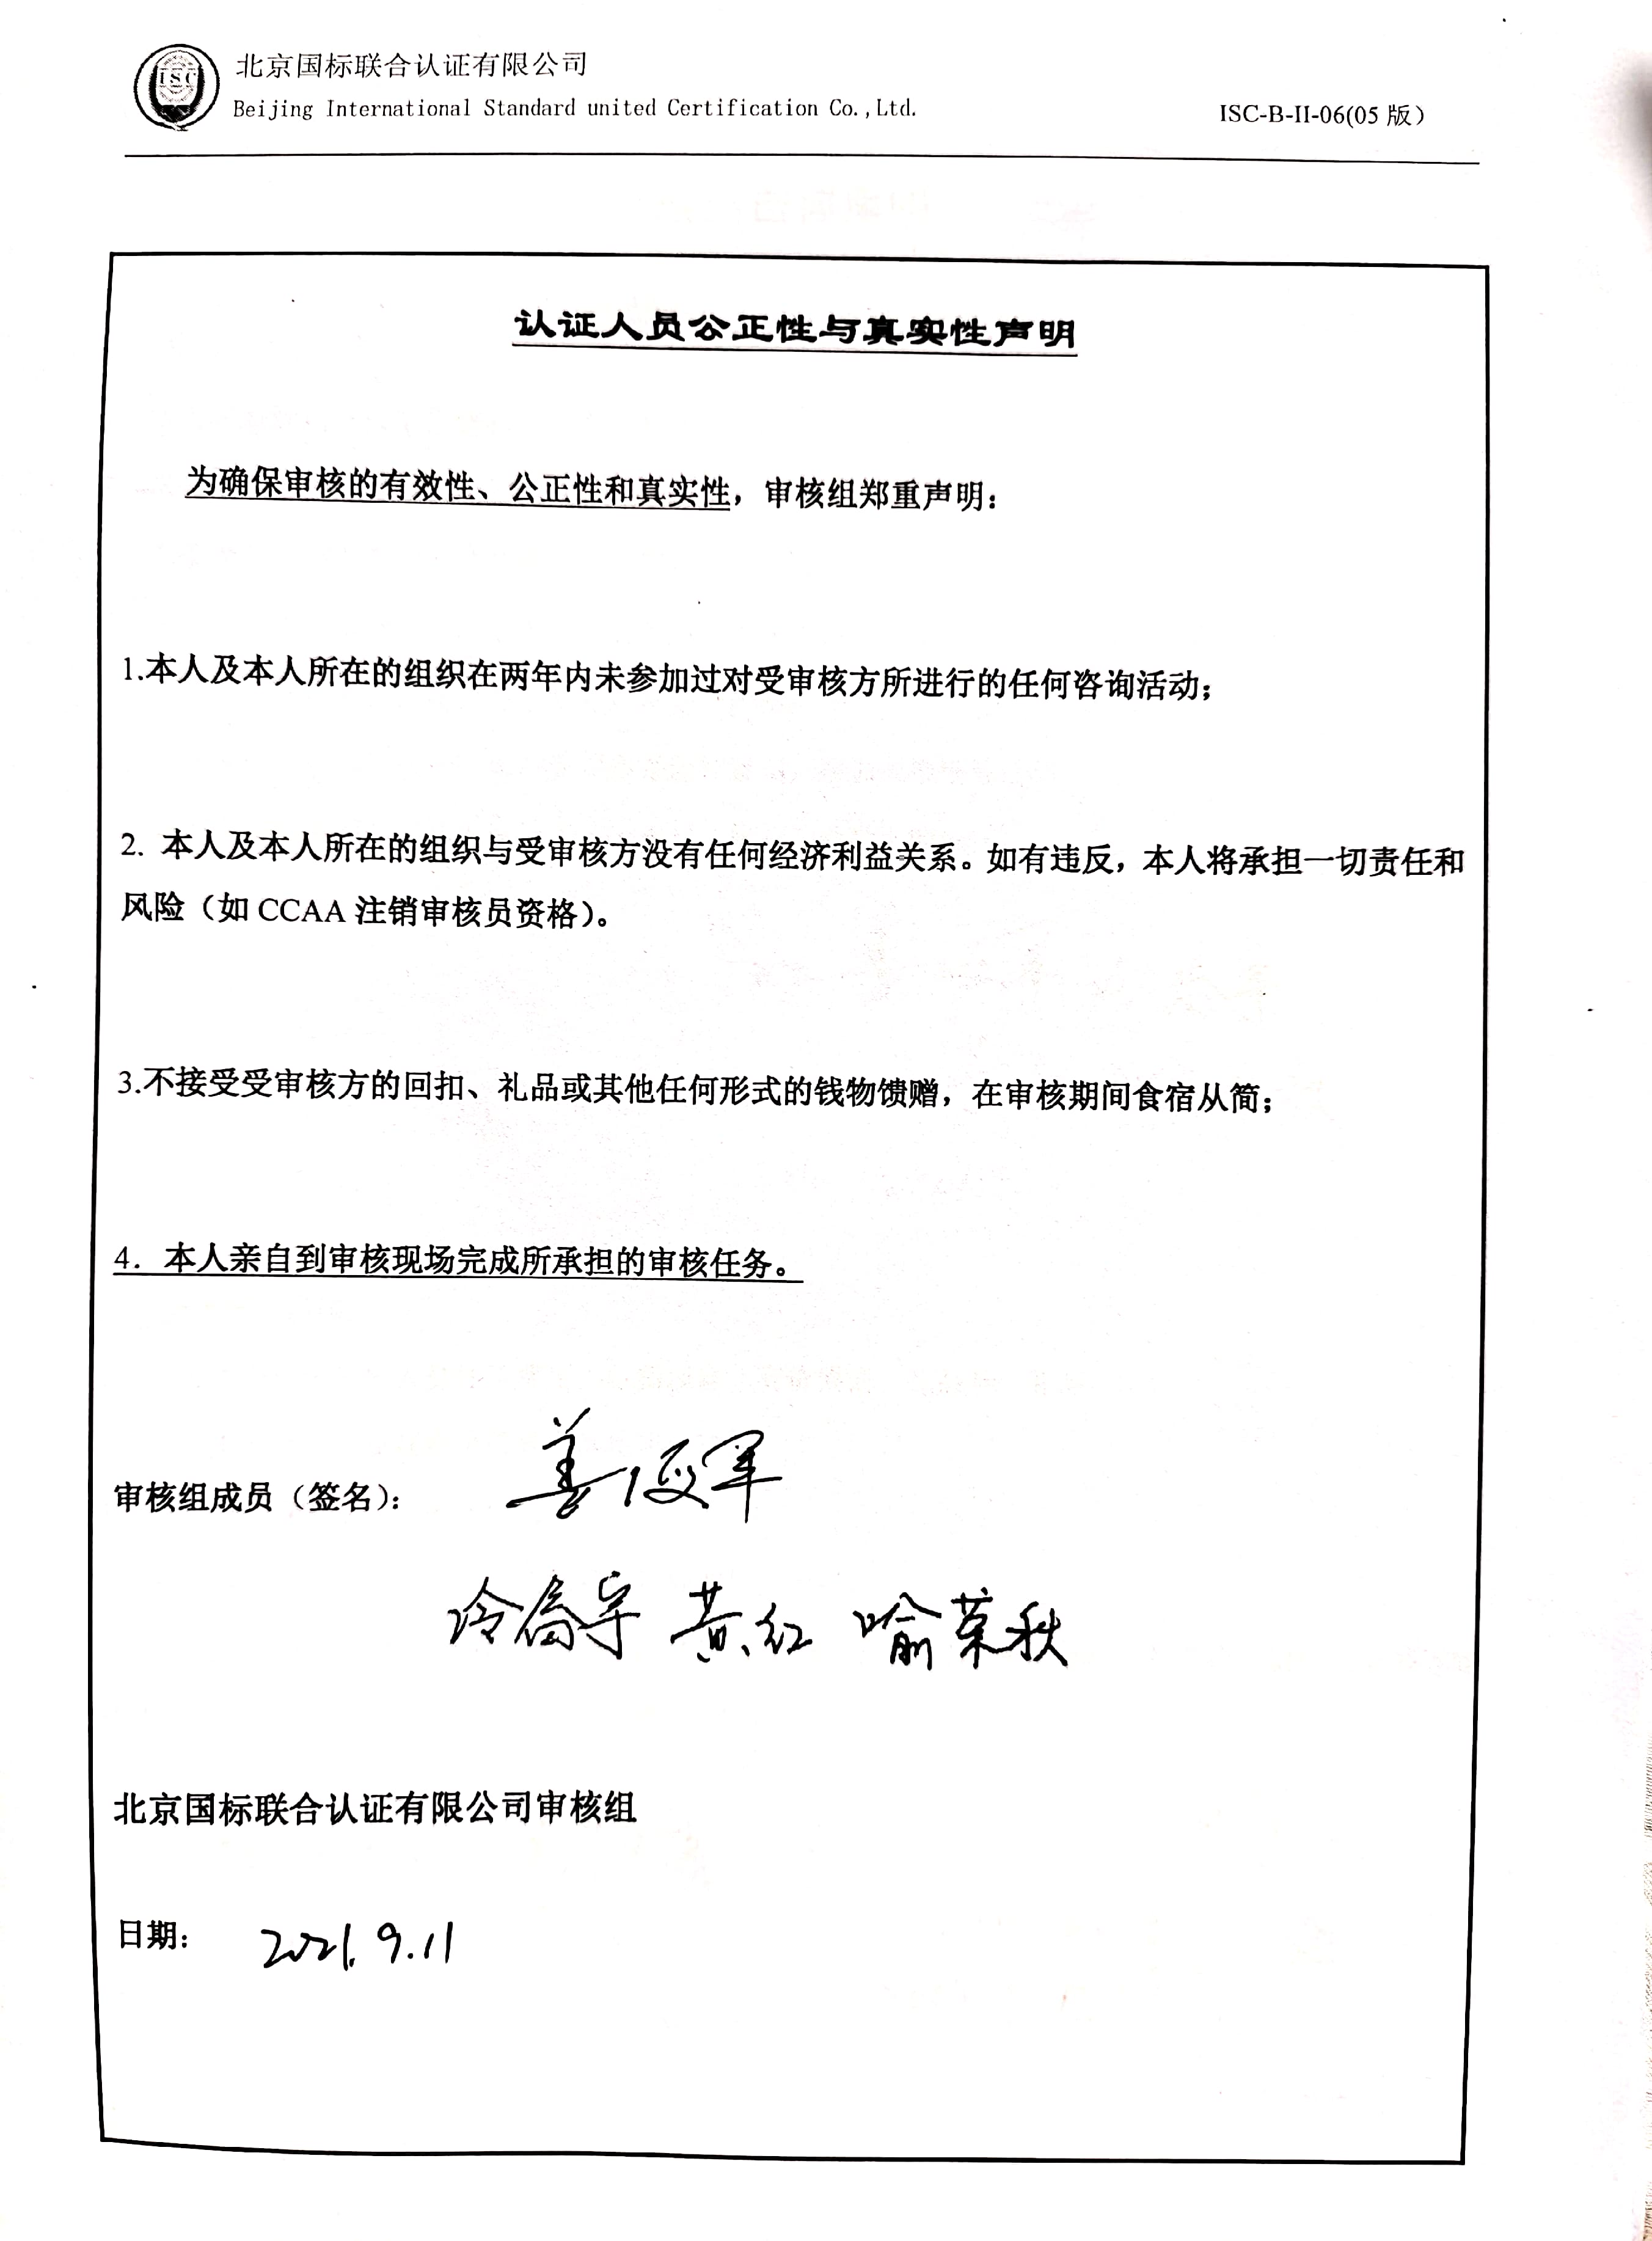 ISC
北京国标联合认证有限公司
Beijing International Standard united Certification Co.,Ltd.
ISC-B-II-06(05 版）
认证人员公正性与真实性声明
为确保审核的有效性、公正性和真实性，审核组郑重声明：
1.本人及本人所在的组织在两年内未参加过对受审核方所进行的任何咨询活动；
2. 本人及本人所在的组织与受审核方没有任何经济利益关系。如有违反，本人将承担一切责任和
风险（如 CCAA 注销审核员资格）。
3.不接受受审核方的回扣、礼品或其他任何形式的钱物馈赠，在审核期间食宿从简；
4. 本人亲自到审核现场完成所承担的审核任务。
审核组成员（签名）： 姜俊军
黄红 喻荣秋
北京国标联合认证有限公司审核组
日期： 2021.9.11